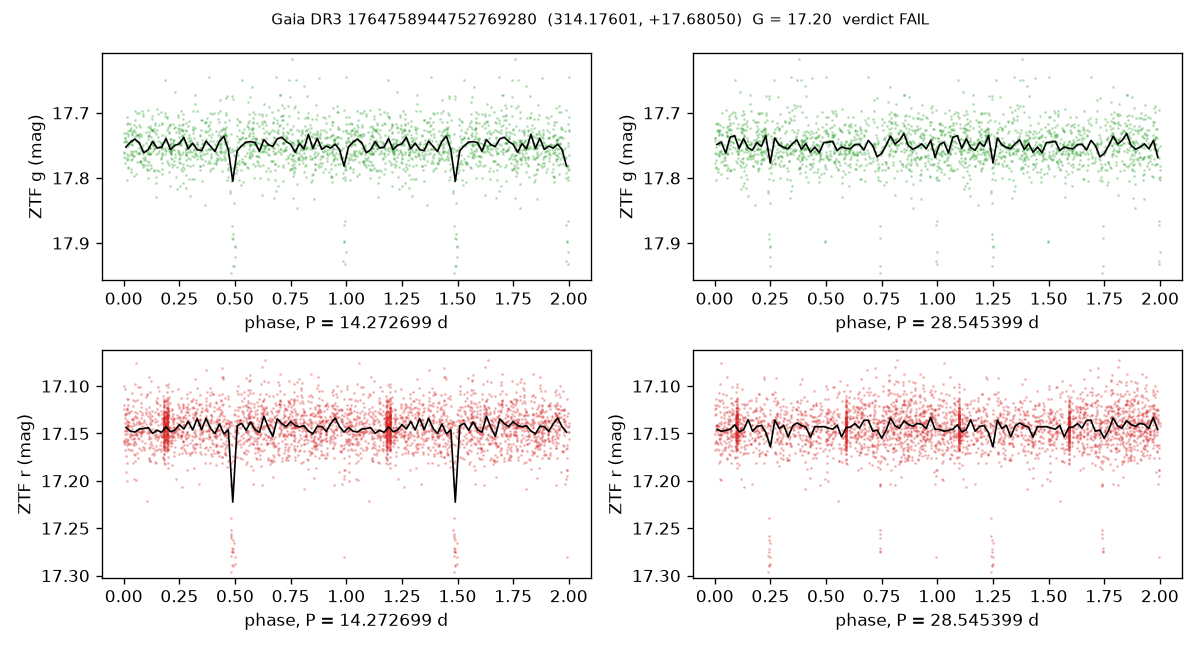 Gaia DR3 1764758944752769280 (314.17601, +17.68050) G = 17.20 verdict FAIL
ZTF g (mag)
17.7
17.8
17.9
0.00 0.25 0.50 0.75 1.00 1.25 1.50 1.75 2.00
phase, P = 14.272699 d
ZTF g (mag)
17.7
17.8
17.9
0.00 0.25 0.50 0.75 1.00 1.25 1.50 1.75 2.00
phase, P = 28.545399 d
ZTF r (mag)
17.10
17.15
17.20
17.25
17.30
0.00 0.25 0.50 0.75 1.00 1.25 1.50 1.75 2.00
phase, P = 14.272699 d
ZTF r (mag)
17.10
17.15
17.20
17.25
17.30
0.00 0.25 0.50 0.75 1.00 1.25 1.50 1.75 2.00
phase, P = 28.545399 d